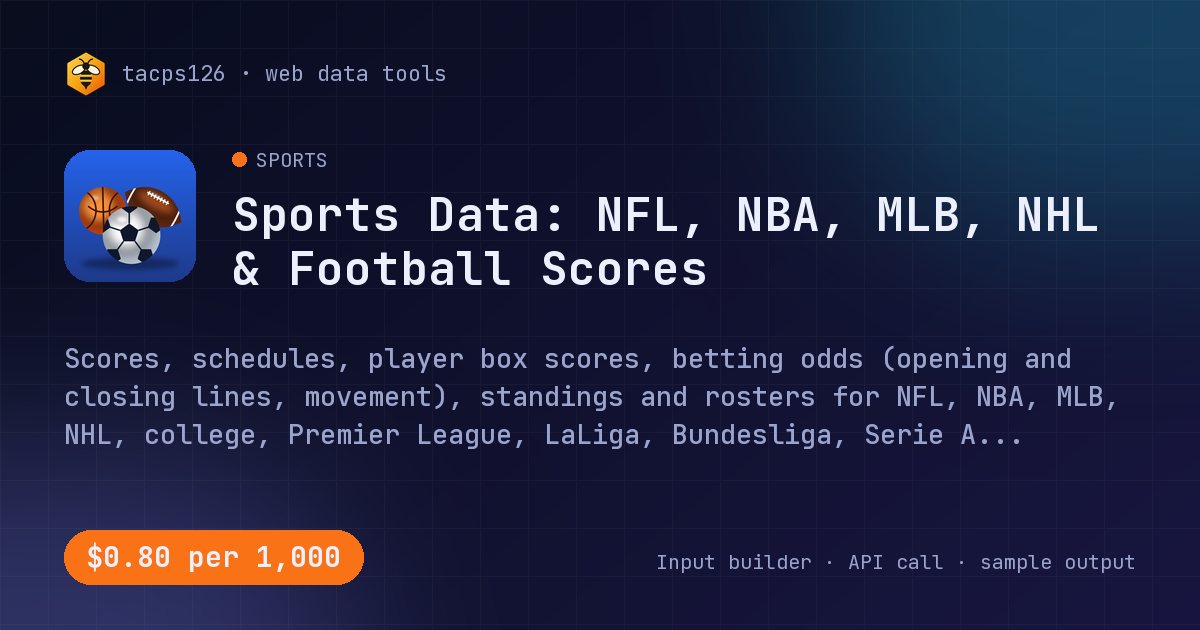 tacps126 · web data tools
SPORTS
Sports Data: NFL, NBA, MLB, NHL
& Football Scores
Scores, schedules, player box scores, betting odds (opening and
closing lines, movement), standings and rosters for NFL, NBA, MLB,
NHL, college, Premier League, LaLiga, Bundesliga, Serie A...
$0.80 per 1,000
Input builder · API call · sample output